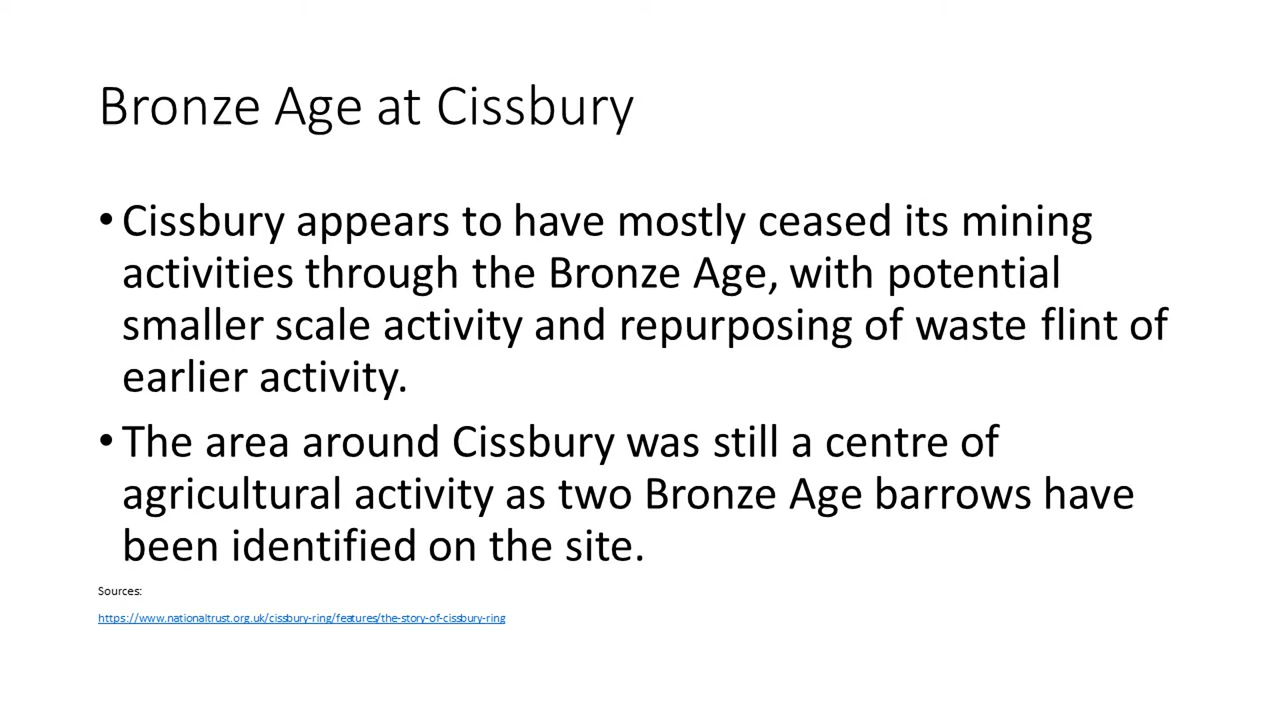 Bronze Age at Cissbury
• Cissbury appears to have mostly ceased its mining
activities through the Bronze Age, with potential
smaller scale activity and repurposing of waste flint of
earlier activity.
• The area around Cissbury was still a centre of
agricultural activity as two Bronze Age barrows have
been identified on the site.
Sources:
https://www.nationaltrust.org.uk/cissbury-ring/features/the-story-of-cissbury-ring